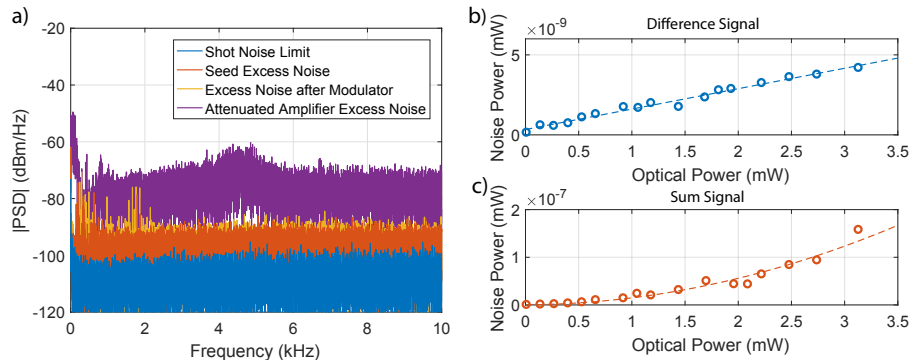 a)
-20
-40
-60
-80
-100
-120
|PSD| (dBm/Hz)
Shot Noise Limit
Seed Excess Noise
Excess Noise after Modulator
Attenuated Amplifier Excess Noise
0 2 4 6 8 10
Frequency (kHz)
b)
Difference Signal
×10⁻⁹
5
0
Noise Power (mW)
0 0.5 1 1.5 2 2.5 3 3.5
Optical Power (mW)
c)
Sum Signal
×10⁻⁷
2
1
0
Noise Power (mW)
0 0.5 1 1.5 2 2.5 3 3.5
Optical Power (mW)